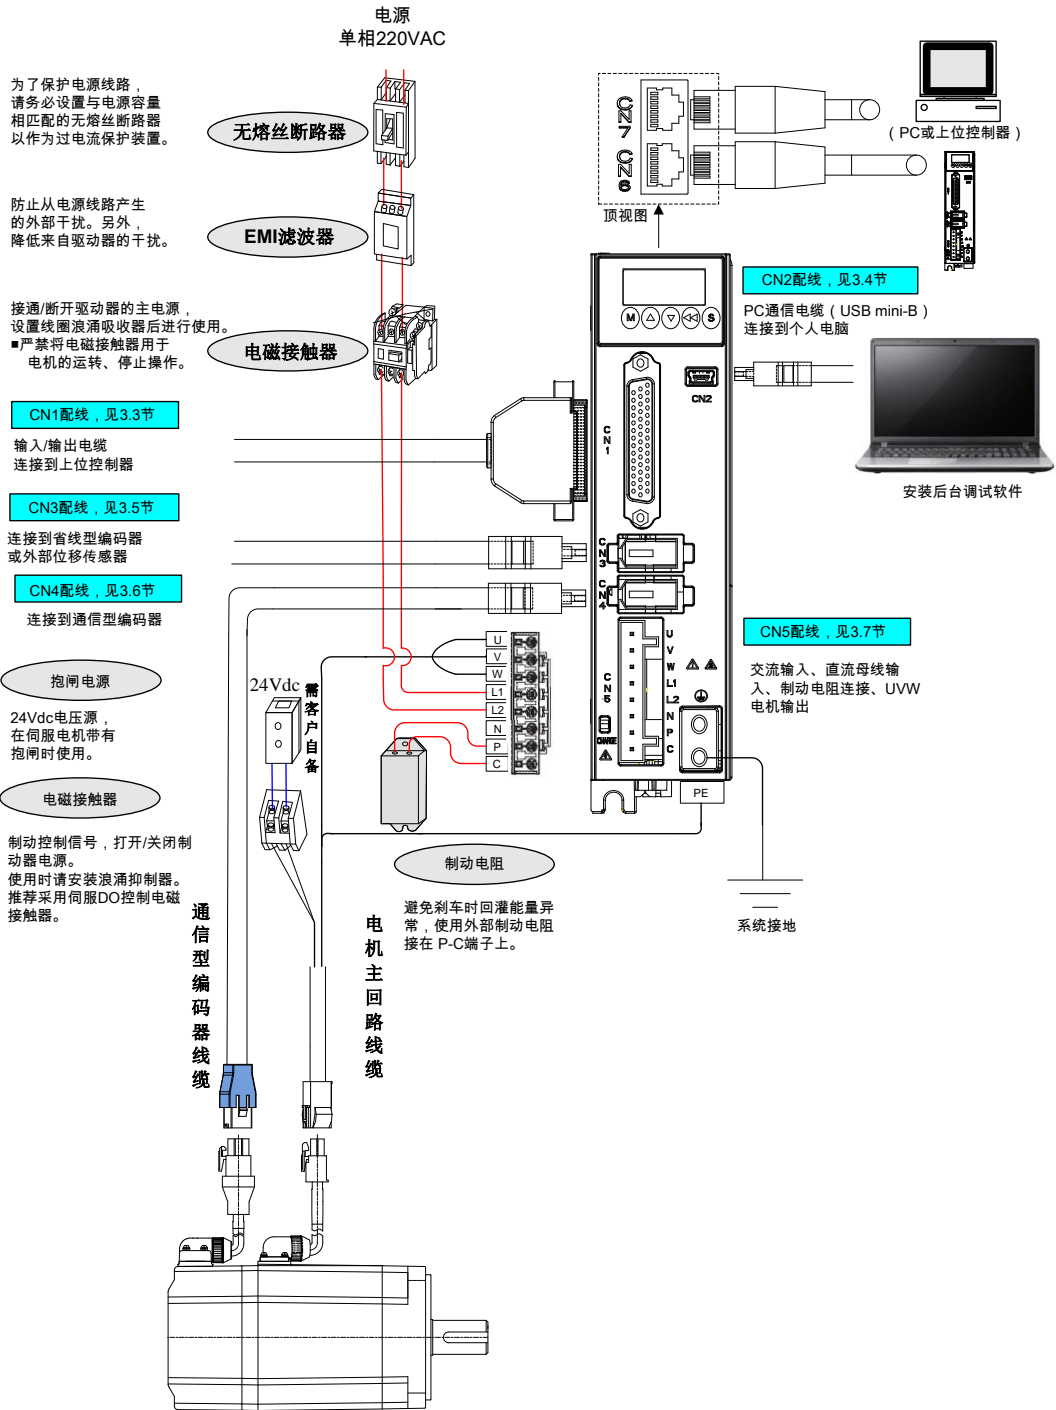 电源
单相220VAC
为了保护电源线路，
请务必设置与电源容量
相匹配的无熔丝断路器
以作为过电流保护装置。
无熔丝断路器
防止从电源线路产生
的外部干扰。另外，
降低来自驱动器的干扰。
EMI滤波器
接通/断开驱动器的主电源，
设置线圈浪涌吸收器后进行使用。
■严禁将电磁接触器用于
电机的运转、停止操作。
电磁接触器
CN7
CN6
顶视图
（PC或上位控制器）
CN2配线，见3.4节
PC通信电缆（USB mini-B）
连接到个人电脑
M
S
CN2
CN1
安装后台调试软件
CN1配线，见3.3节
输入/输出电缆
连接到上位控制器
CN3配线，见3.5节
连接到省线型编码器
或外部位移传感器
CN3
CN4配线，见3.6节
连接到通信型编码器
CN4
U
V
W
L1
L2
N
P
C
CN5
U
V
W
L1
L2
N
P
C
CHARGE
PE
CN5配线，见3.7节
交流输入、直流母线输
入、制动电阻连接、UVW
电机输出
抱闸电源
24Vdc电压源，
在伺服电机带有
抱闸时使用。
24Vdc
需客户自备
电磁接触器
制动控制信号，打开/关闭制
动器电源。
使用时请安装浪涌抑制器。
推荐采用伺服DO控制电磁
接触器。
制动电阻
避免刹车时回灌能量异
常，使用外部制动电阻
接在 P-C端子上。
系统接地
通信型编码器线缆
电机主回路线缆